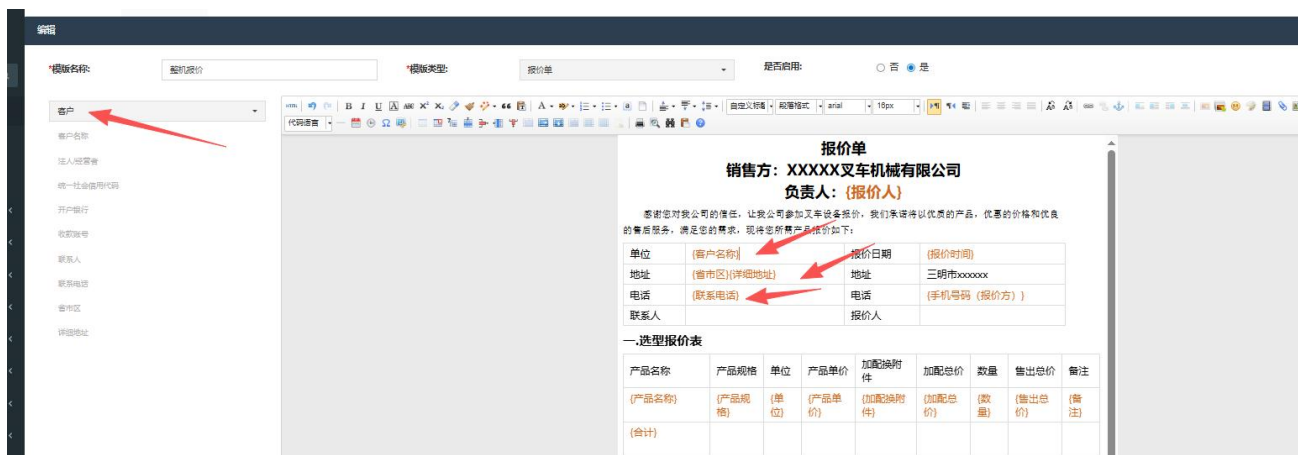 编辑
*模版名称: 整机报价 *模版类型: 报价单 是否启用: 否 是
客户
客户名称
法人/经营者
统一社会信用代码
开户银行
收款账号
联系人
联系电话
省市区
详细地址
自定义标题 段落格式 arial 16px
代码语言
报价单
销售方：XXXXX叉车机械有限公司
负责人：{报价人}
感谢您对我公司的信任，让我公司参加叉车设备报价，我们承诺将以优质的产品，优惠的价格和优良
的售后服务，满足您的需求，现将您所需产品报价如下：
单位 {客户名称} 报价日期 {报价时间}
地址 {省市区}{详细地址} 地址 三明市xxxxxx
电话 {联系电话} 电话 {手机号码（报价方）}
联系人 报价人
一.选型报价表
产品名称 产品规格 单位 产品单价 加配换附件 加配总价 数量 售出总价 备注
{产品名称} {产品规格} {单位} {产品单价} {加配换附件} {加配总价} {数量} {售出总价} {备注}
{合计}